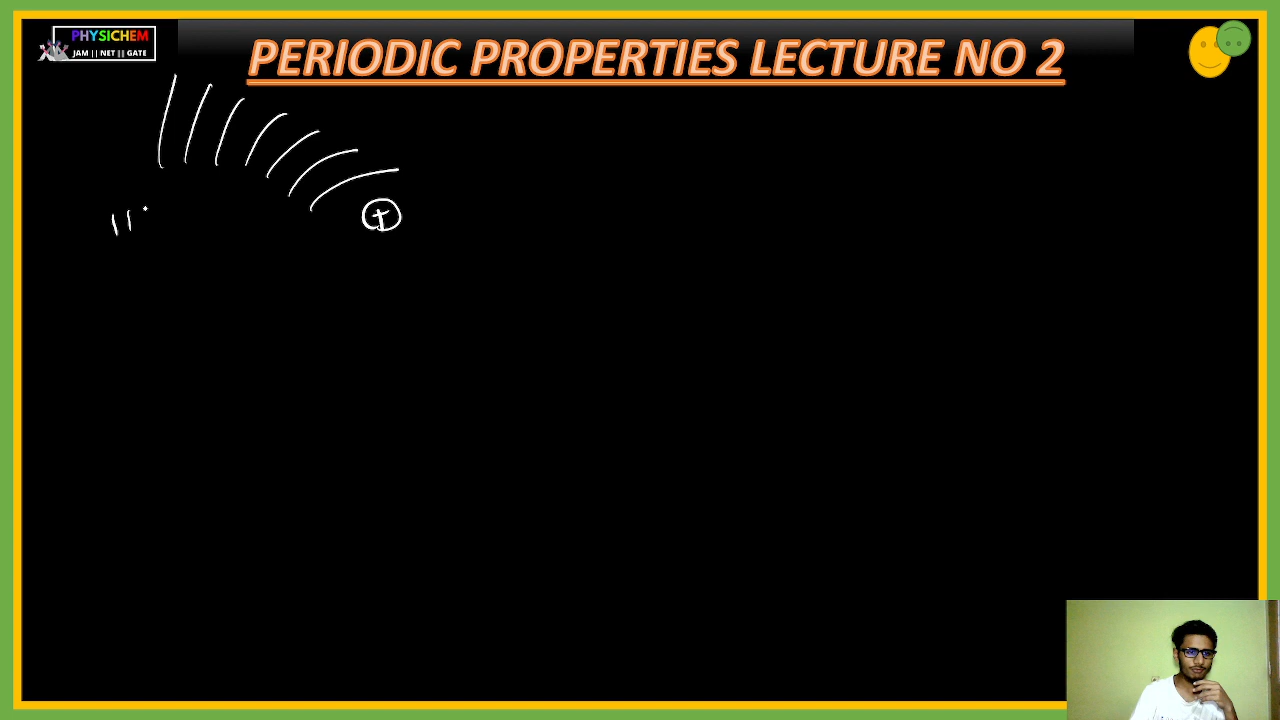 PHYSICHEM
JAM || NET || GATE
PERIODIC PROPERTIES LECTURE NO 2
+